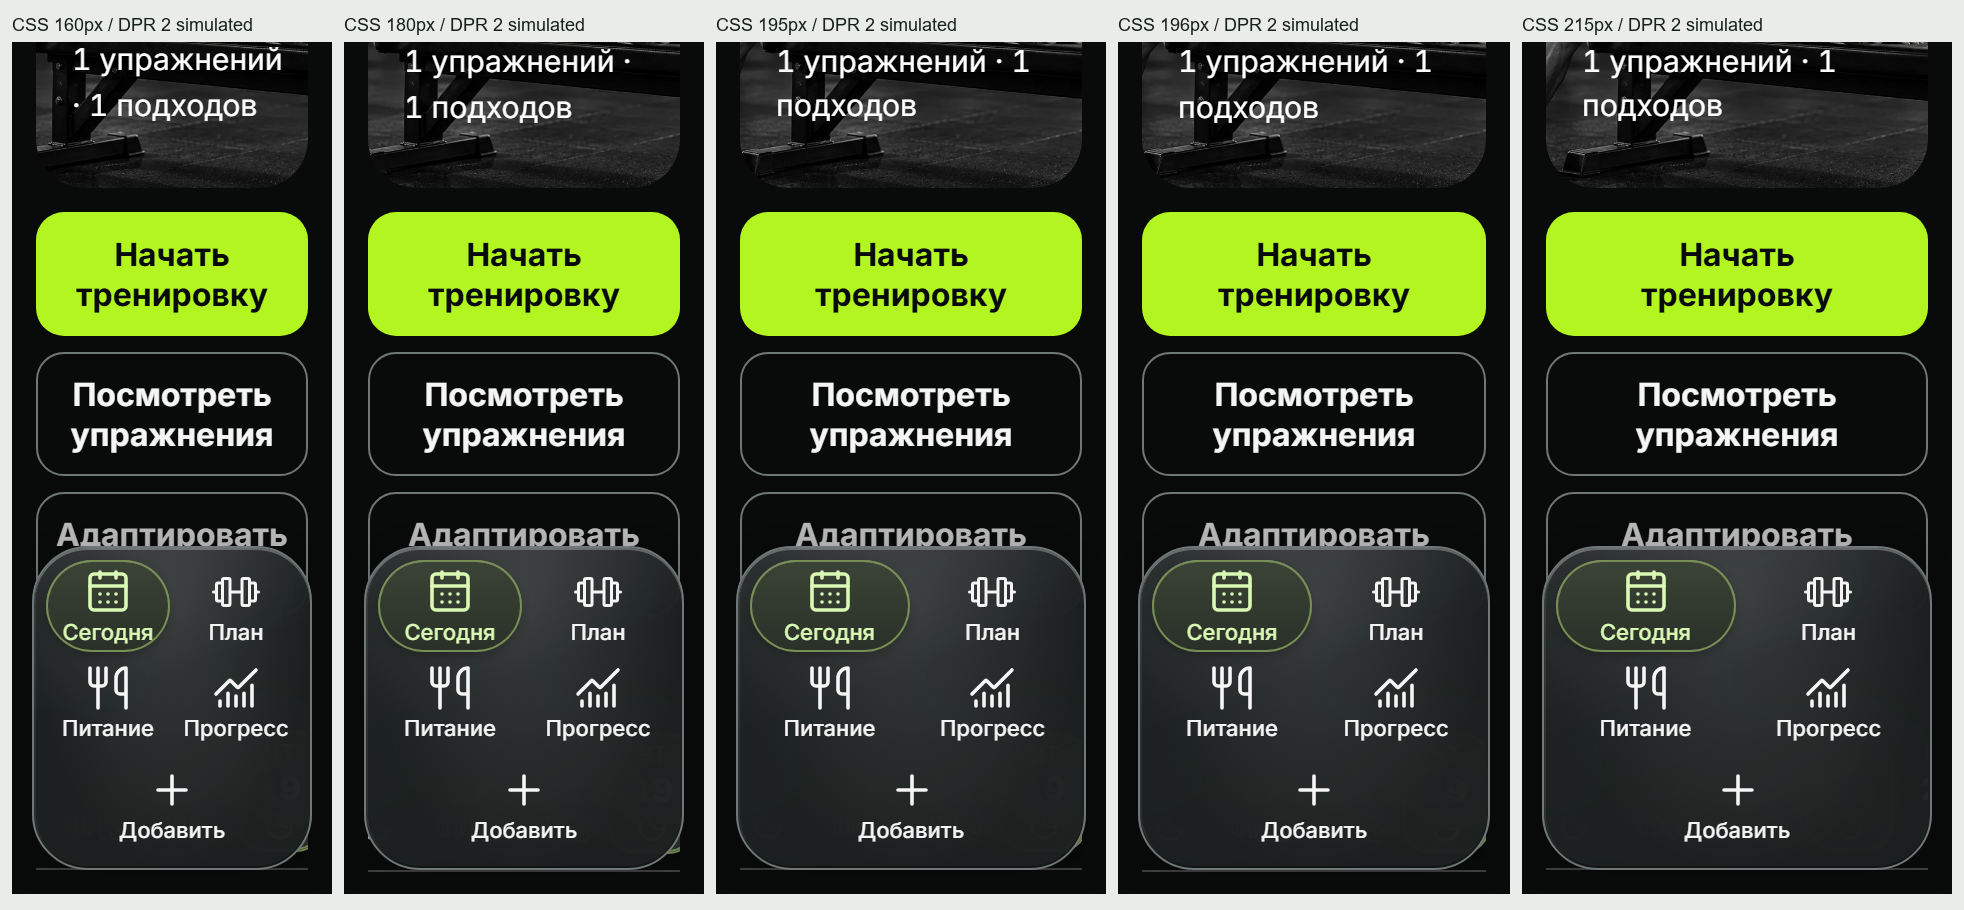 CSS 160px / DPR 2 simulated
1 упражнений
· 1 подходов
Начать
тренировку
Посмотреть
упражнения
Адаптировать
Сегодня
План
Питание
Прогресс
Добавить
CSS 180px / DPR 2 simulated
1 упражнений ·
1 подходов
Начать
тренировку
Посмотреть
упражнения
Адаптировать
Сегодня
План
Питание
Прогресс
Добавить
CSS 195px / DPR 2 simulated
1 упражнений · 1
подходов
Начать
тренировку
Посмотреть
упражнения
Адаптировать
Сегодня
План
Питание
Прогресс
Добавить
CSS 196px / DPR 2 simulated
1 упражнений · 1
подходов
Начать
тренировку
Посмотреть
упражнения
Адаптировать
Сегодня
План
Питание
Прогресс
Добавить
CSS 215px / DPR 2 simulated
1 упражнений · 1
подходов
Начать
тренировку
Посмотреть
упражнения
Адаптировать
Сегодня
План
Питание
Прогресс
Добавить